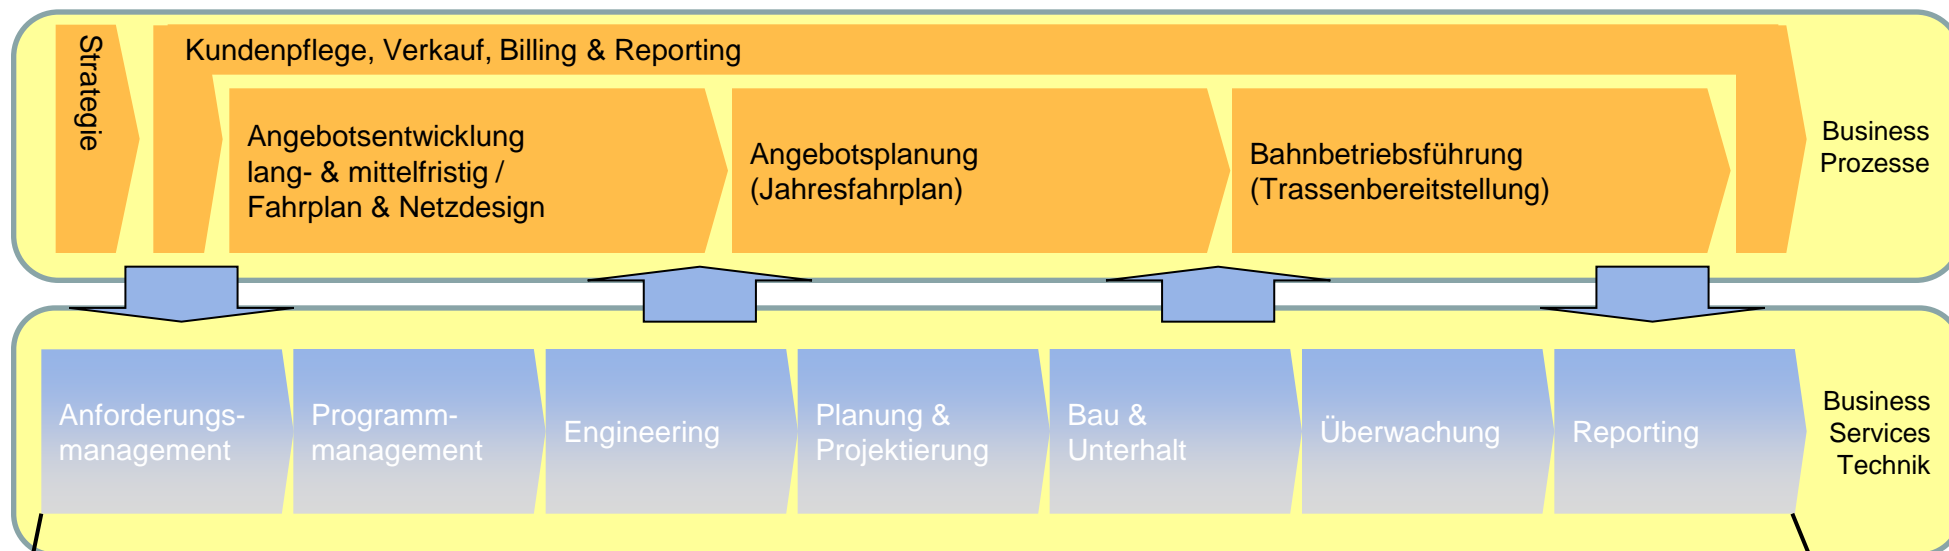 Strategie
Kundenpflege, Verkauf, Billing & Reporting
Angebotsentwicklung
lang- & mittelfristig /
Fahrplan & Netzdesign
Angebotsplanung
(Jahresfahrplan)
Bahnbetriebsführung
(Trassenbereitstellung)
Business
Prozesse
Anforderungs-
management
Programm-
management
Engineering
Planung &
Projektierung
Bau &
Unterhalt
Überwachung
Reporting
Business
Services
Technik